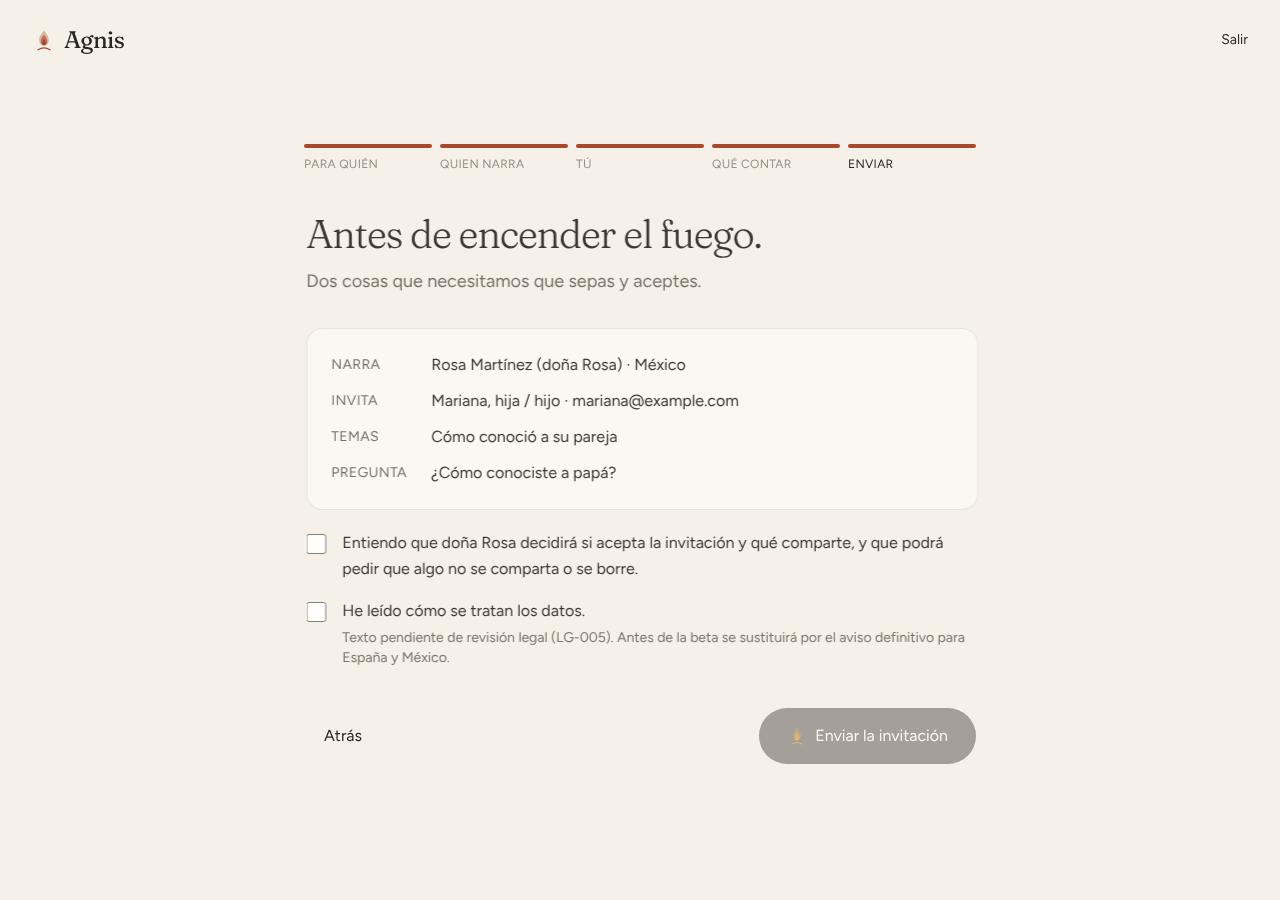 Agnis
Salir
PARA QUIÉN
QUIEN NARRA
TÚ
QUÉ CONTAR
ENVIAR
Antes de encender el fuego.
Dos cosas que necesitamos que sepas y aceptes.
NARRA Rosa Martínez (doña Rosa) · México
INVITA Mariana, hija / hijo · mariana@example.com
TEMAS Cómo conoció a su pareja
PREGUNTA ¿Cómo conociste a papá?
Entiendo que doña Rosa decidirá si acepta la invitación y qué comparte, y que podrá
pedir que algo no se comparta o se borre.
He leído cómo se tratan los datos.
Texto pendiente de revisión legal (LG-005). Antes de la beta se sustituirá por el aviso definitivo para
España y México.
Atrás
Enviar la invitación